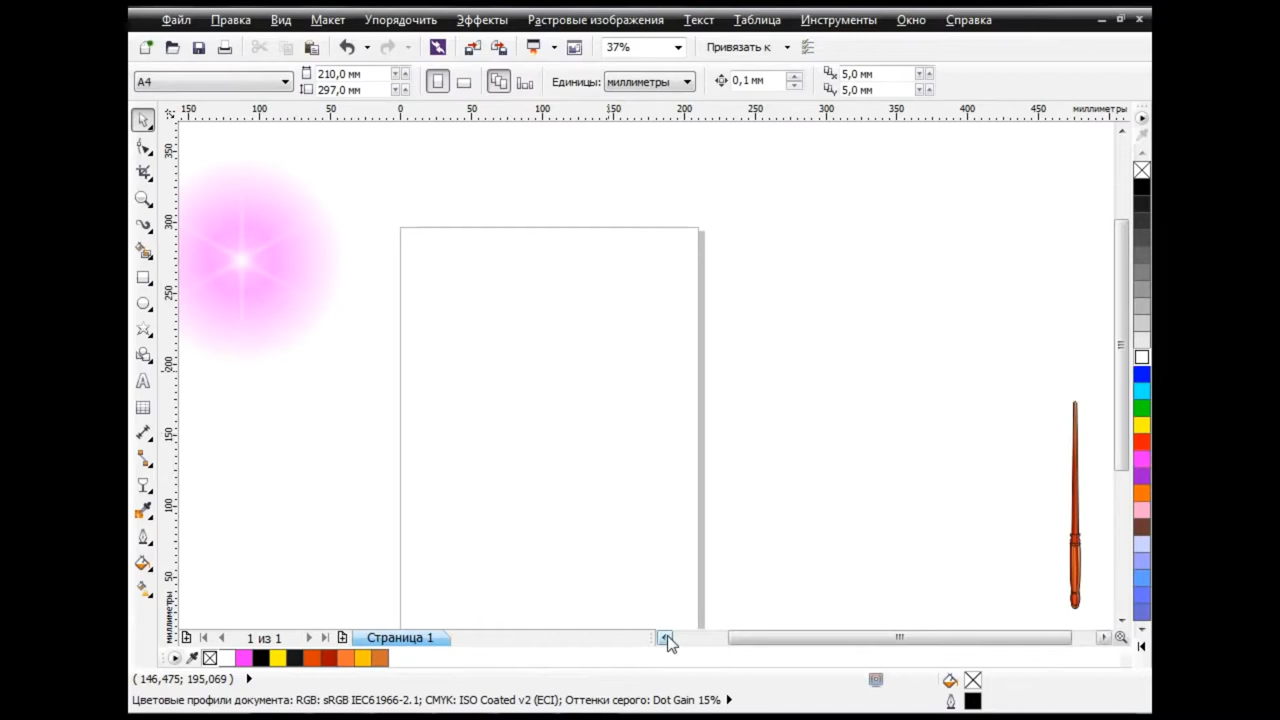 Файл Правка Вид Макет Упорядочить Эффекты Растровые изображения Текст Таблица Инструменты Окно Справка
37% Привязать к
A4 210,0 мм 297,0 мм Единицы: миллиметры 0,1 мм 5,0 мм 5,0 мм
150 100 50 0 50 100 150 200 250 300 350 400 450 миллиметры
350
300
250
200
150
100
50
миллиметры
1 из 1 Страница 1
( 146,475; 195,069 )
Цветовые профили документа: RGB: sRGB IEC61966-2.1; CMYK: ISO Coated v2 (ECI); Оттенки серого: Dot Gain 15%